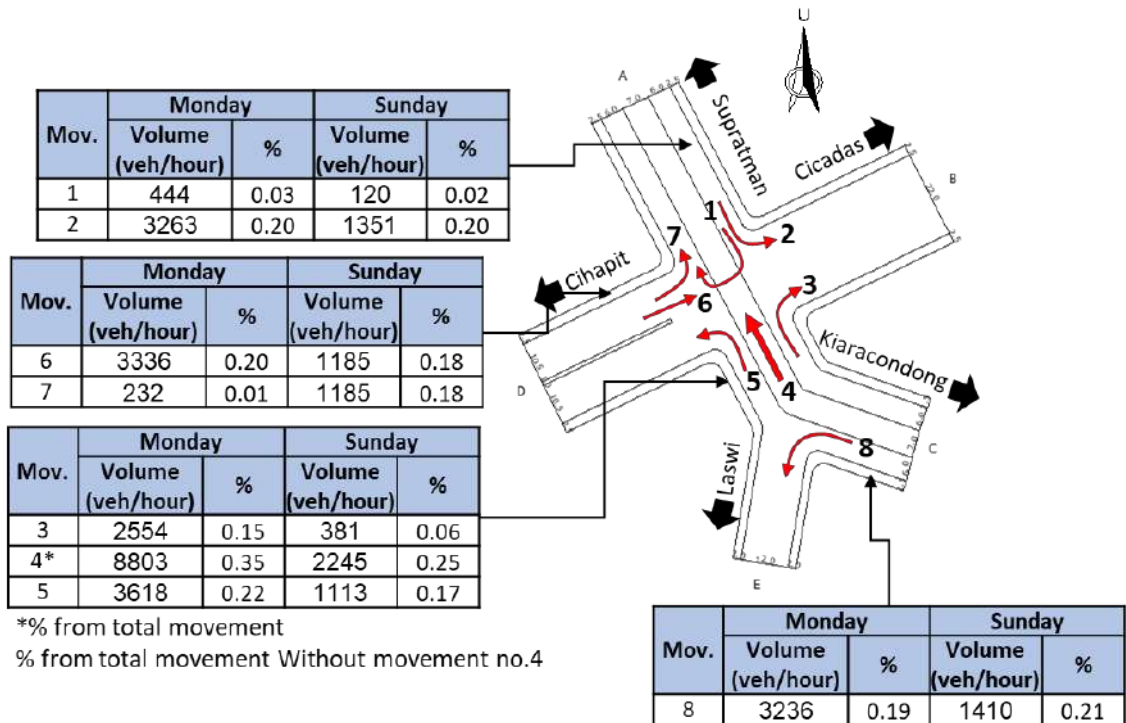 U
A
Supratman
Cicadas
B
Cihapit
Kiaracondong
D
C
Laswi
E
1
2
3
4
5
6
7
8
Monday Sunday
Mov. Volume (veh/hour) % Volume (veh/hour) %
1 444 0.03 120 0.02
2 3263 0.20 1351 0.20
Monday Sunday
Mov. Volume (veh/hour) % Volume (veh/hour) %
6 3336 0.20 1185 0.18
7 232 0.01 1185 0.18
Monday Sunday
Mov. Volume (veh/hour) % Volume (veh/hour) %
3 2554 0.15 381 0.06
4* 8803 0.35 2245 0.25
5 3618 0.22 1113 0.17
*% from total movement
% from total movement Without movement no.4
Monday Sunday
Mov. Volume (veh/hour) % Volume (veh/hour) %
8 3236 0.19 1410 0.21